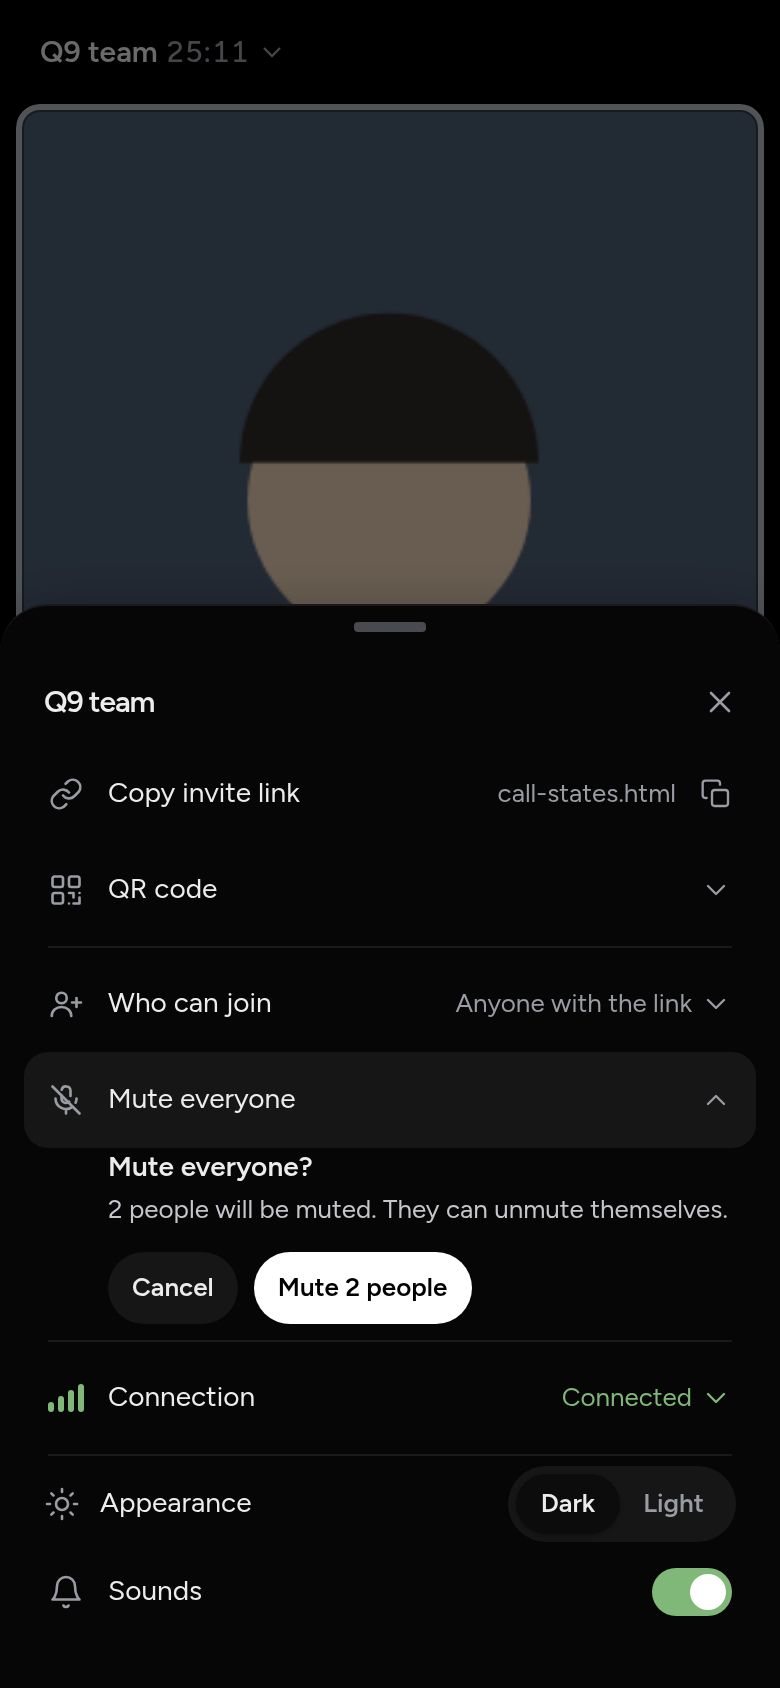 Q9 team 25:11
Q9 team
Copy invite link call-states.html
QR code
Who can join Anyone with the link
Mute everyone
Mute everyone?
2 people will be muted. They can unmute themselves.
Cancel Mute 2 people
Connection Connected
Appearance Dark Light
Sounds